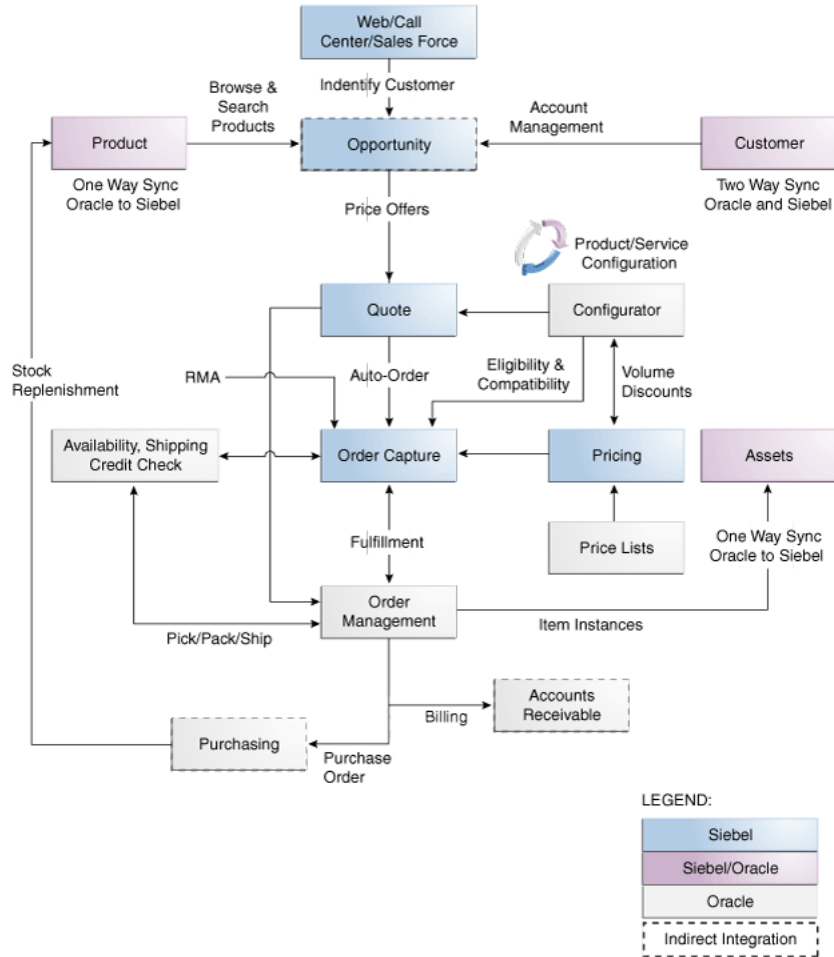 Web/Call
Center/Sales Force
Indentify Customer
Browse &
Search
Products
Account
Management
Product
Opportunity
Customer
One Way Sync
Oracle to Siebel
Two Way Sync
Oracle and Siebel
Price Offers
Product/Service
Configuration
Quote
Configurator
Stock
Replenishment
RMA
Auto-Order
Eligibility &
Compatibility
Volume
Discounts
Availability, Shipping
Credit Check
Order Capture
Pricing
Assets
Fulfillment
Price Lists
One Way Sync
Oracle to Siebel
Order
Management
Pick/Pack/Ship
Item Instances
Accounts
Receivable
Billing
Purchasing
Purchase
Order
LEGEND:
Siebel
Siebel/Oracle
Oracle
Indirect Integration